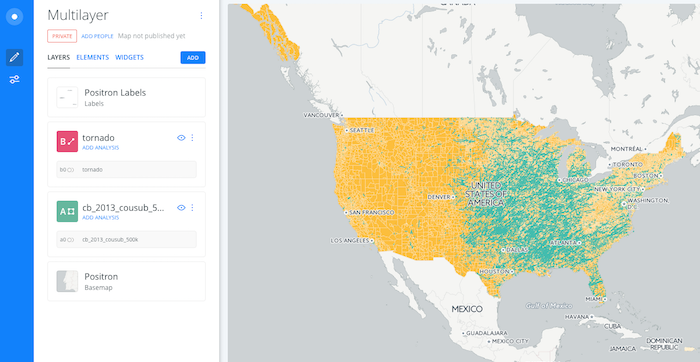 Multilayer
PRIVATE ADD PEOPLE Map not published yet
LAYERS ELEMENTS WIDGETS ADD
Positron Labels
Labels
B
tornado
ADD ANALYSIS
b0 tornado
A
cb_2013_cousub_5...
ADD ANALYSIS
a0 cb_2013_cousub_500k
Positron
Basemap
CANADA
VANCOUVER
SEATTLE
MONTRÉAL
TORONTO
BOSTON
CHICAGO
NEW YORK CITY
DENVER
UNITED
STATES OF
AMERICA
WASHINGTON,
D.C.
SAN FRANCISCO
LOS ANGELES
ATLANTA
DALLAS
HOUSTON
MIAMI
Gulf of Mexico
MEXICO
HAVANA
CUBA
GUADALAJARA
MEXICO CITY
JAMAICA
DOMINICAN
REPUBLIC